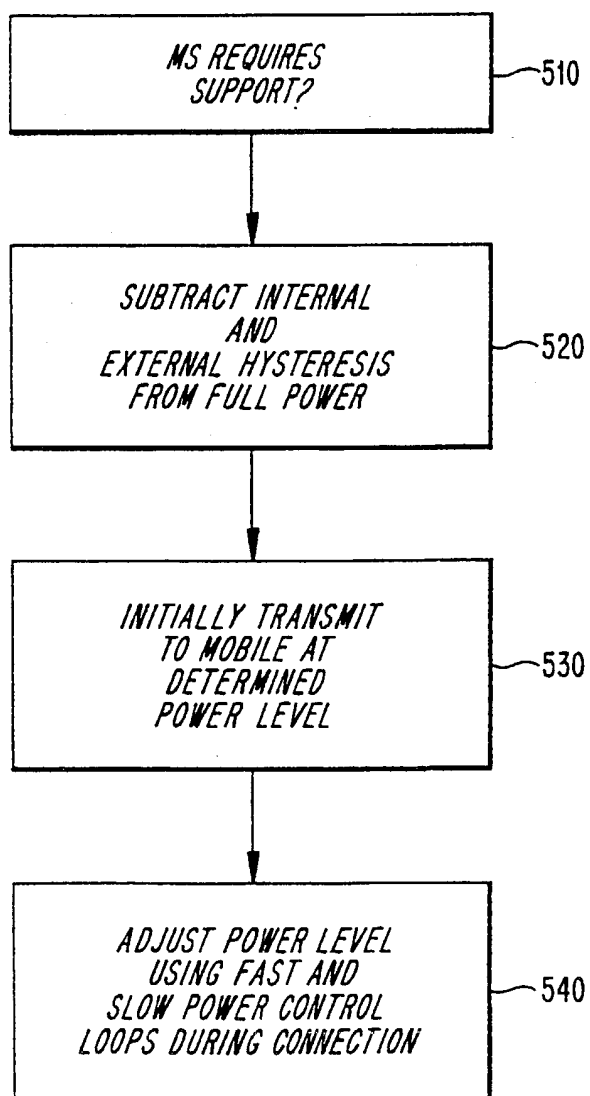 MS REQUIRES
SUPPORT?
510
SUBTRACT INTERNAL
AND
EXTERNAL HYSTERESIS
FROM FULL POWER
520
INITIALLY TRANSMIT
TO MOBILE AT
DETERMINED
POWER LEVEL
530
ADJUST POWER LEVEL
USING FAST AND
SLOW POWER CONTROL
LOOPS DURING CONNECTION
540